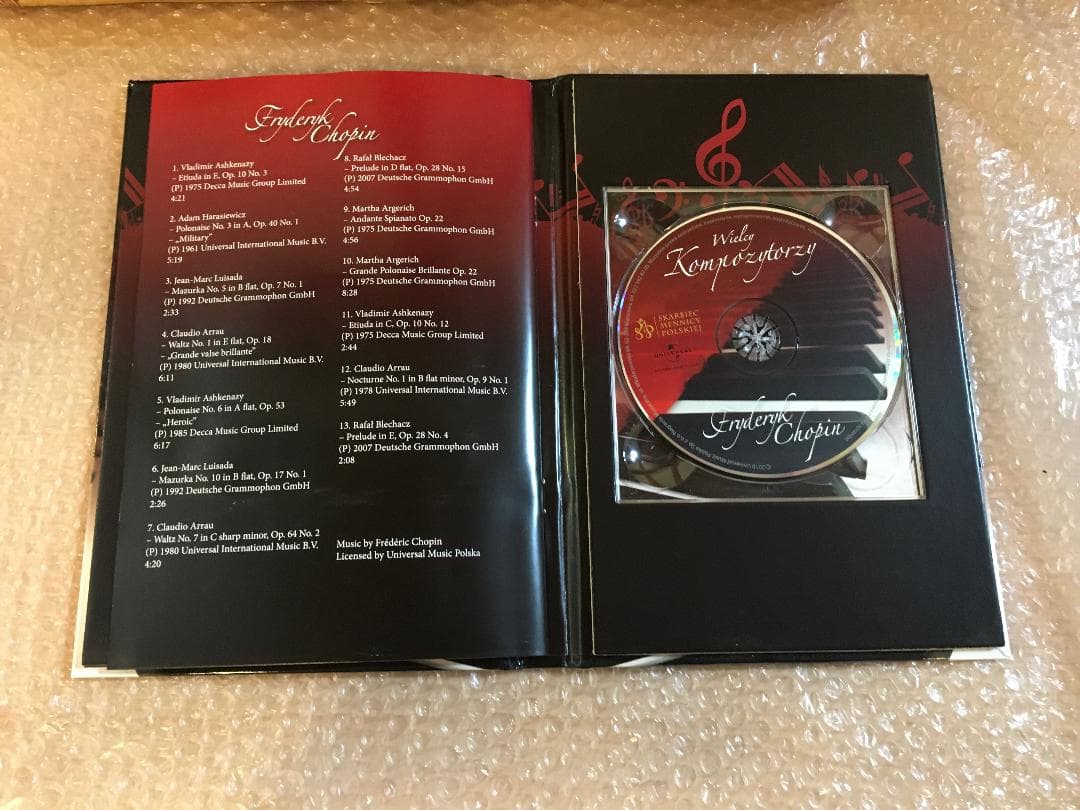 Fryderyk
Chopin
1. Vladimir Ashkenazy
– Etiuda in E, Op. 10 No. 3
(P) 1975 Decca Music Group Limited
4:21
2. Adam Harasiewicz
– Polonaise No. 3 in A, Op. 40 No. 1
– „Military”
(P) 1961 Universal International Music B.V.
5:19
3. Jean-Marc Luisada
– Mazurka No. 5 in B flat, Op. 7 No. 1
(P) 1992 Deutsche Grammophon GmbH
2:33
4. Claudio Arrau
– Waltz No. 1 in E flat, Op. 18
– „Grande valse brillante”
(P) 1980 Universal International Music B.V.
6:11
5. Vladimir Ashkenazy
– Polonaise No. 6 in A flat, Op. 53
– „Heroic”
(P) 1985 Decca Music Group Limited
6:17
6. Jean-Marc Luisada
– Mazurka No. 10 in B flat, Op. 17 No. 1
(P) 1992 Deutsche Grammophon GmbH
2:26
7. Claudio Arrau
– Waltz No. 7 in C sharp minor, Op. 64 No. 2
(P) 1980 Universal International Music B.V.
4:20
8. Rafał Blechacz
– Prelude in D flat, Op. 28 No. 15
(P) 2007 Deutsche Grammophon GmbH
4:54
9. Martha Argerich
– Andante Spianato Op. 22
(P) 1975 Deutsche Grammophon GmbH
4:56
10. Martha Argerich
– Grande Polonaise Brillante Op. 22
(P) 1975 Deutsche Grammophon GmbH
8:28
11. Vladimir Ashkenazy
– Etiuda in C, Op. 10 No. 12
(P) 1975 Decca Music Group Limited
2:44
12. Claudio Arrau
– Nocturne No. 1 in B flat minor, Op. 9 No. 1
(P) 1978 Universal International Music B.V.
5:49
13. Rafał Blechacz
– Prelude in E, Op. 28 No. 4
(P) 2007 Deutsche Grammophon GmbH
2:08
Music by Frédéric Chopin
Licensed by Universal Music Polska
Wielcy
Kompozytorzy
SKARBIEC
MENNICY
POLSKIEJ
UNIVERSAL
Fryderyk
Chopin